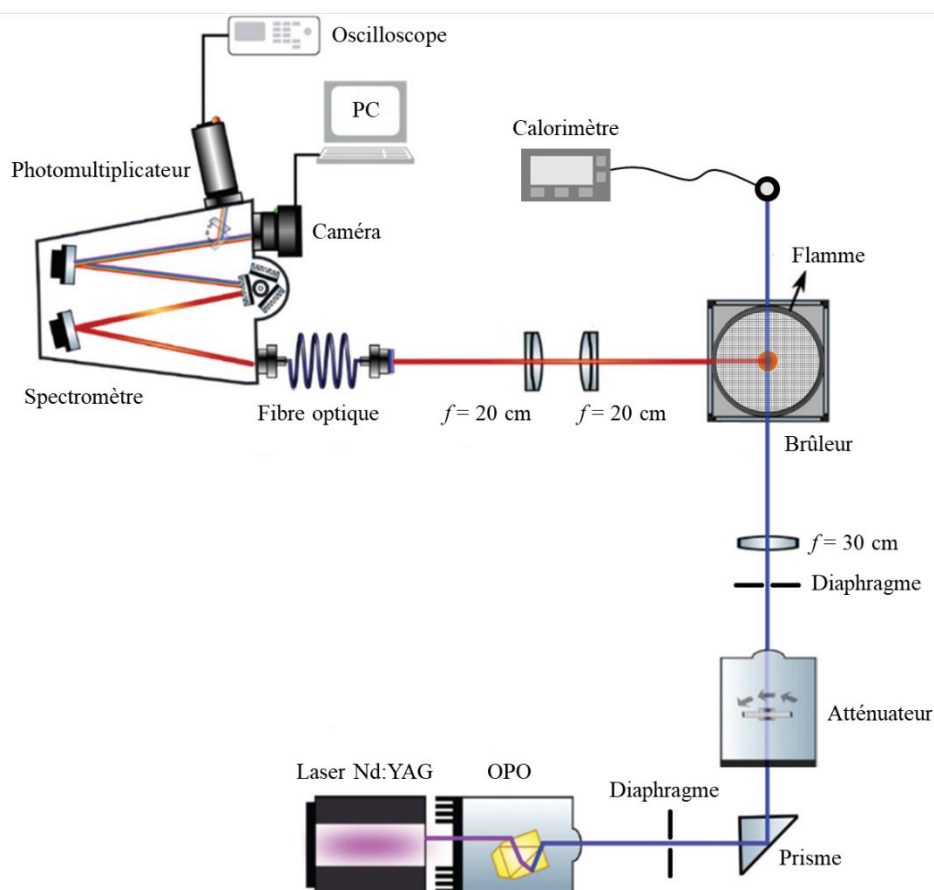 Oscilloscope
PC
Calorimètre
Photomultiplicateur
Caméra
Flamme
Spectromètre
Fibre optique
f = 20 cm
f = 20 cm
Brûleur
f = 30 cm
Diaphragme
Atténuateur
Laser Nd:YAG
OPO
Diaphragme
Prisme